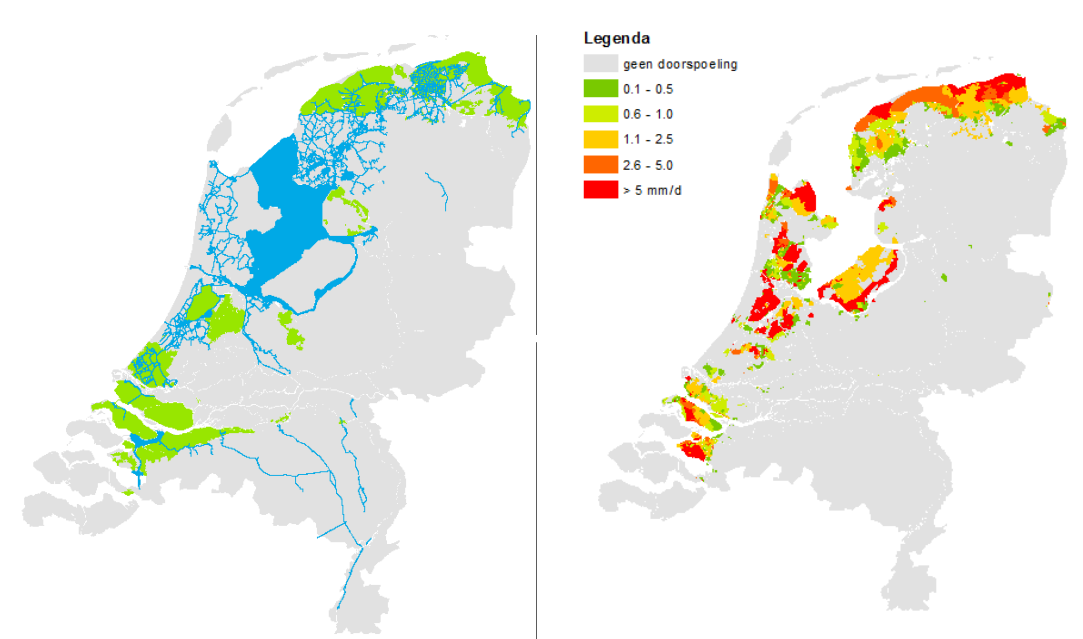 Legenda
geen doorspoeling
0.1 - 0.5
0.6 - 1.0
1.1 - 2.5
2.6 - 5.0
> 5 mm/d